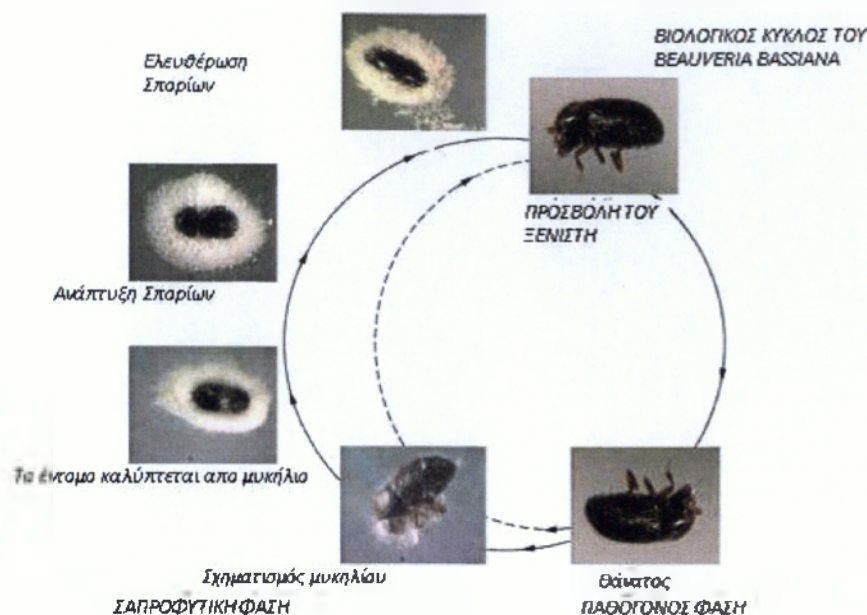 ΒΙΟΛΟΓΙΚΟΣ ΚΥΚΛΟΣ ΤΟΥ
BEAUVERIA BASSIANA
Ελευθέρωση
Σπορίων
ΠΡΟΣΒΟΛΗ ΤΟΥ
ΞΕΝΙΣΤΗ
Ανάπτυξη Σπορίων
Το έντομο καλύπτεται απο μυκήλιο
Σχηματισμός μυκηλίου
Θάνατος
ΣΑΠΡΟΦΥΤΙΚΗ ΦΑΣΗ
ΠΑΘΟΓΟΝΟΣ ΦΑΣΗ